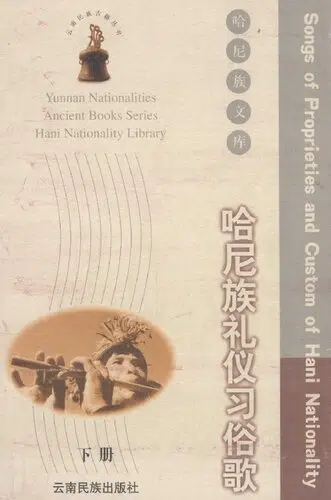 云南民族古籍丛书
Yunnan Nationalities
Ancient Books Series
Hani Nationality Library
哈尼族文库
Songs of Proprieties and Custom of Hani Nationality
哈尼族礼仪习俗歌
下册
云南民族出版社